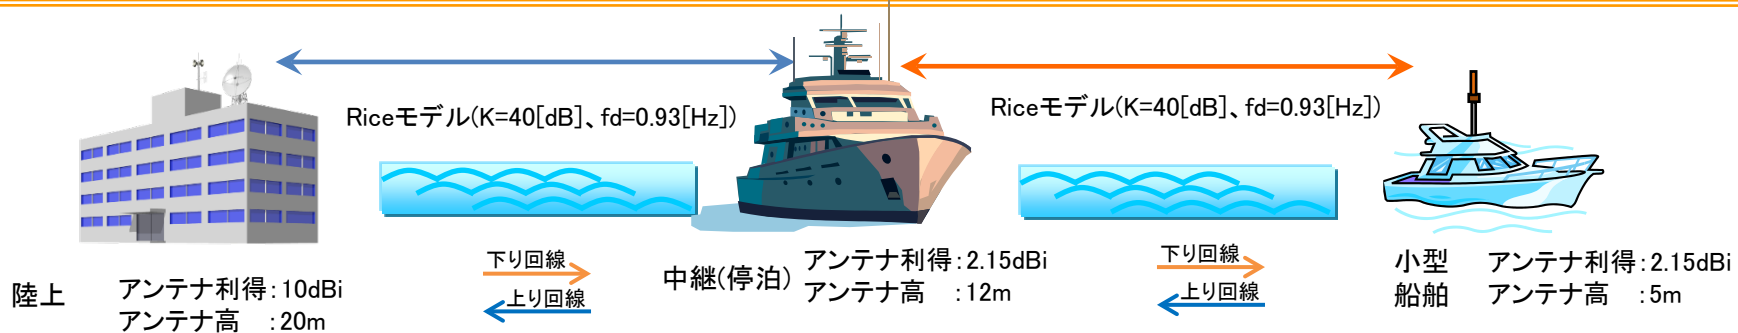 Riceモデル(K=40[dB]、fd=0.93[Hz])
Riceモデル(K=40[dB]、fd=0.93[Hz])
陸上
アンテナ利得:10dBi
アンテナ高 :20m
下り回線
上り回線
中継(停泊)
アンテナ利得:2.15dBi
アンテナ高 :12m
下り回線
上り回線
小型
船舶
アンテナ利得:2.15dBi
アンテナ高 :5m